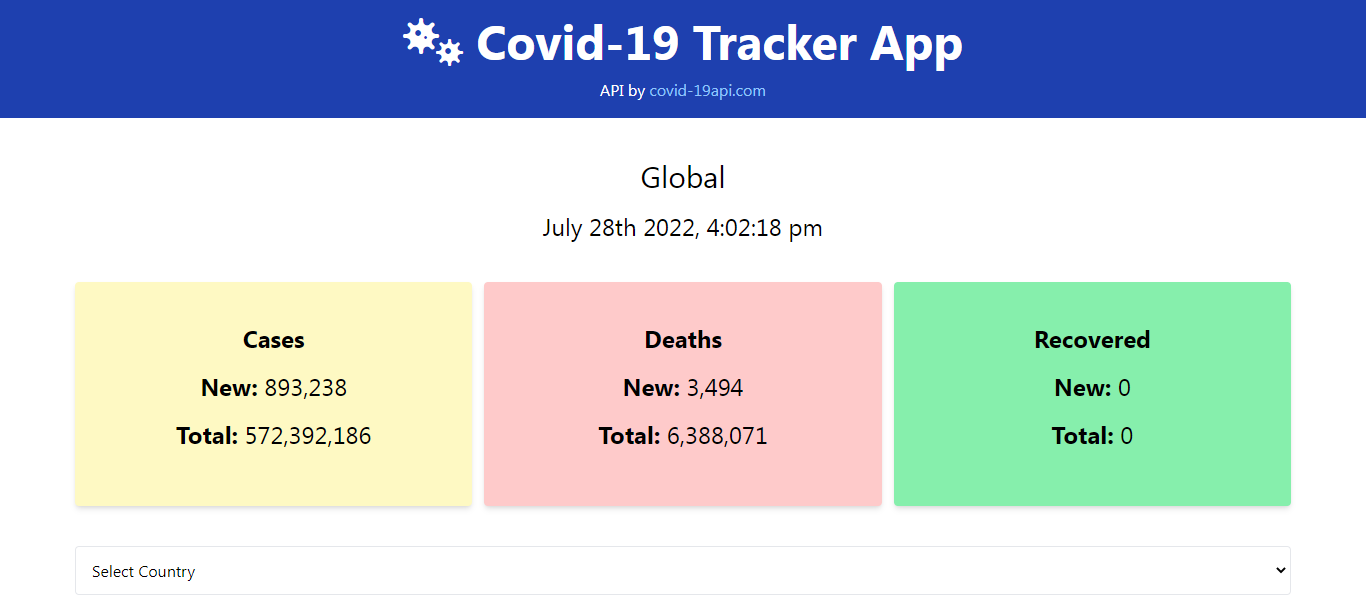 Covid-19 Tracker App
API by covid-19api.com
Global
July 28th 2022, 4:02:18 pm
Cases
New: 893,238
Total: 572,392,186
Deaths
New: 3,494
Total: 6,388,071
Recovered
New: 0
Total: 0
Select Country